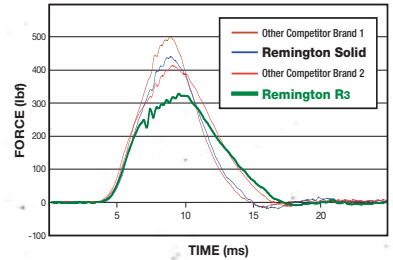 Other Competitor Brand 1
Remington Solid
Other Competitor Brand 2
Remington R3
FORCE (lbf)
500
400
300
200
100
0
-100
5
10
15
20
TIME (ms)